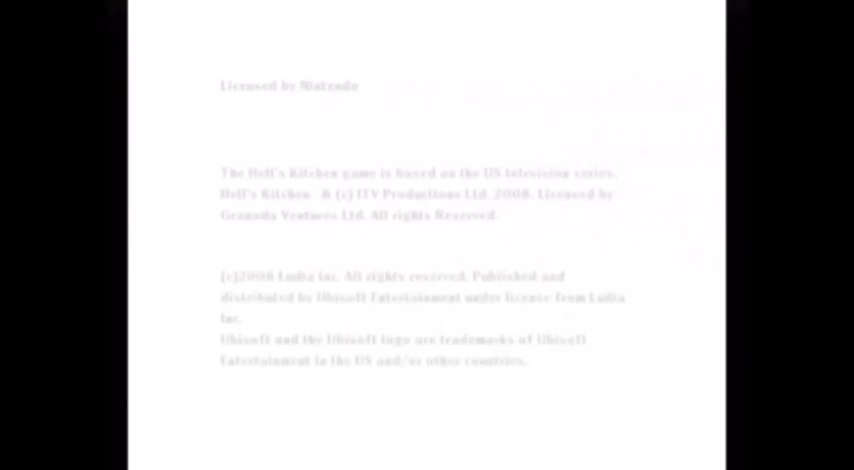 Licensed by Nintendo
The Hell's Kitchen game is based on the US television series.
Hell's Kitchen & (c) ITV Productions Ltd. 2008. Licensed by
Granada Ventures Ltd. All rights Reserved.
(c)2008 Ludia Inc. All rights reserved. Published and
distributed by Ubisoft Entertainment under license from Ludia
Inc.
Ubisoft and the Ubisoft logo are trademarks of Ubisoft
Entertainment in the US and/or other countries.